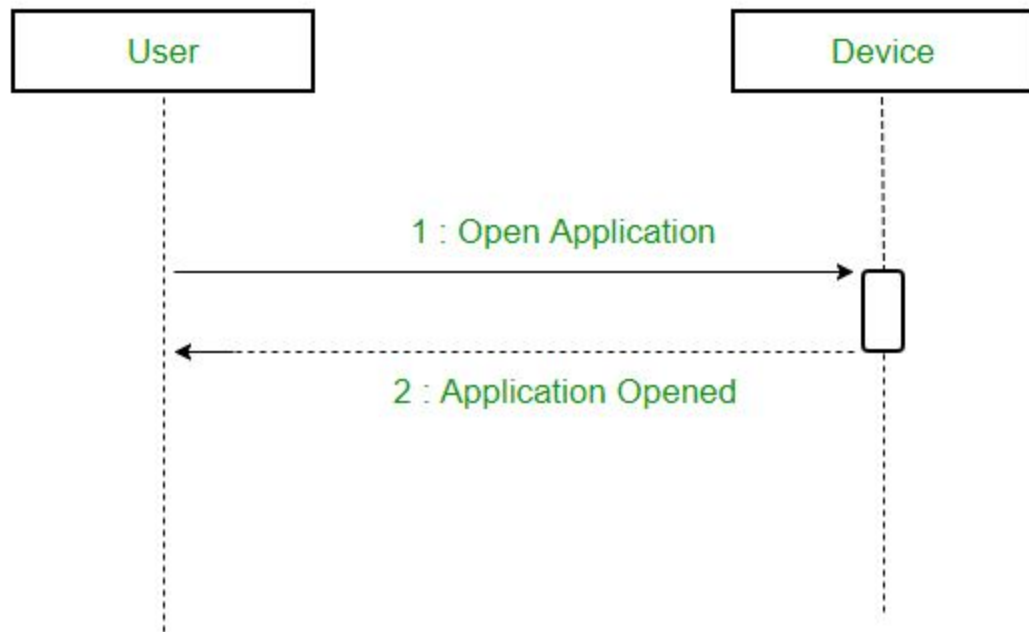 User
Device
1 : Open Application
2 : Application Opened